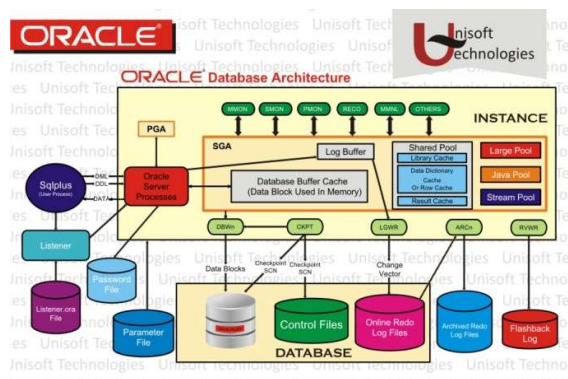 ORACLE
Unisoft
Technologies
ORACLE Database Architecture
INSTANCE
MMON
SMON
PMON
RECO
MMNL
OTHERS
PGA
SGA
Log Buffer
Shared Pool
Library Cache
Data Dictionary
Cache
Or Row Cache
Result Cache
Large Pool
Java Pool
Stream Pool
Sqlplus
(User Process)
DML
DDL
DATA
Oracle
Server
Processes
Database Buffer Cache
(Data Block Used In Memory)
DBWn
CKPT
LGWR
ARCn
RVWR
Listener
Data Blocks
Checkpoint
SCN
Checkpoint
SCN
Change
Vector
Password
File
Listener.ora
File
Parameter
File
Control Files
Online Redo
Log Files
Archived Redo
Log Files
Flashback
Log
DATABASE